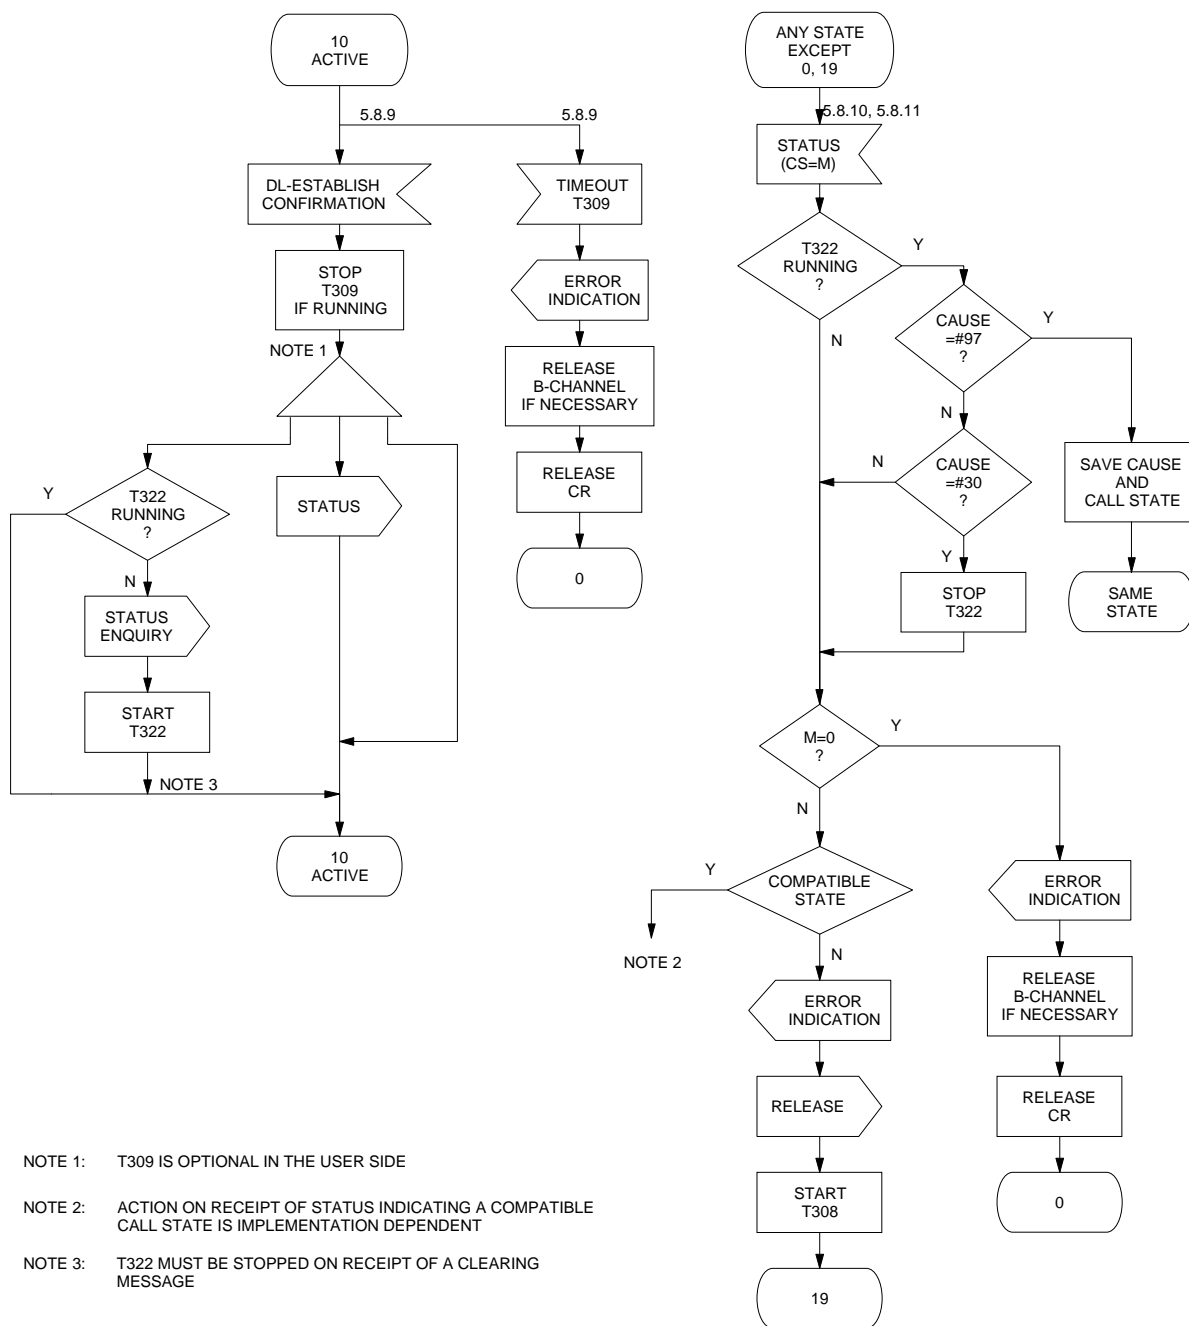 10
ACTIVE
5.8.9
5.8.9
DL-ESTABLISH
CONFIRMATION
TIMEOUT
T309
STOP
T309
IF RUNNING
ERROR
INDICATION
NOTE 1
RELEASE
B-CHANNEL
IF NECESSARY
RELEASE
CR
0
Y
T322
RUNNING
?
STATUS
N
STATUS
ENQUIRY
START
T322
NOTE 3
10
ACTIVE
ANY STATE
EXCEPT
0, 19
5.8.10, 5.8.11
STATUS
(CS=M)
T322
RUNNING
?
Y
N
CAUSE
=#97
?
Y
N
N
CAUSE
=#30
?
SAVE CAUSE
AND
CALL STATE
Y
STOP
T322
SAME
STATE
M=0
?
Y
N
Y
COMPATIBLE
STATE
NOTE 2
N
ERROR
INDICATION
RELEASE
B-CHANNEL
IF NECESSARY
ERROR
INDICATION
RELEASE
RELEASE
CR
START
T308
0
19
NOTE 1: T309 IS OPTIONAL IN THE USER SIDE
NOTE 2: ACTION ON RECEIPT OF STATUS INDICATING A COMPATIBLE
CALL STATE IS IMPLEMENTATION DEPENDENT
NOTE 3: T322 MUST BE STOPPED ON RECEIPT OF A CLEARING
MESSAGE